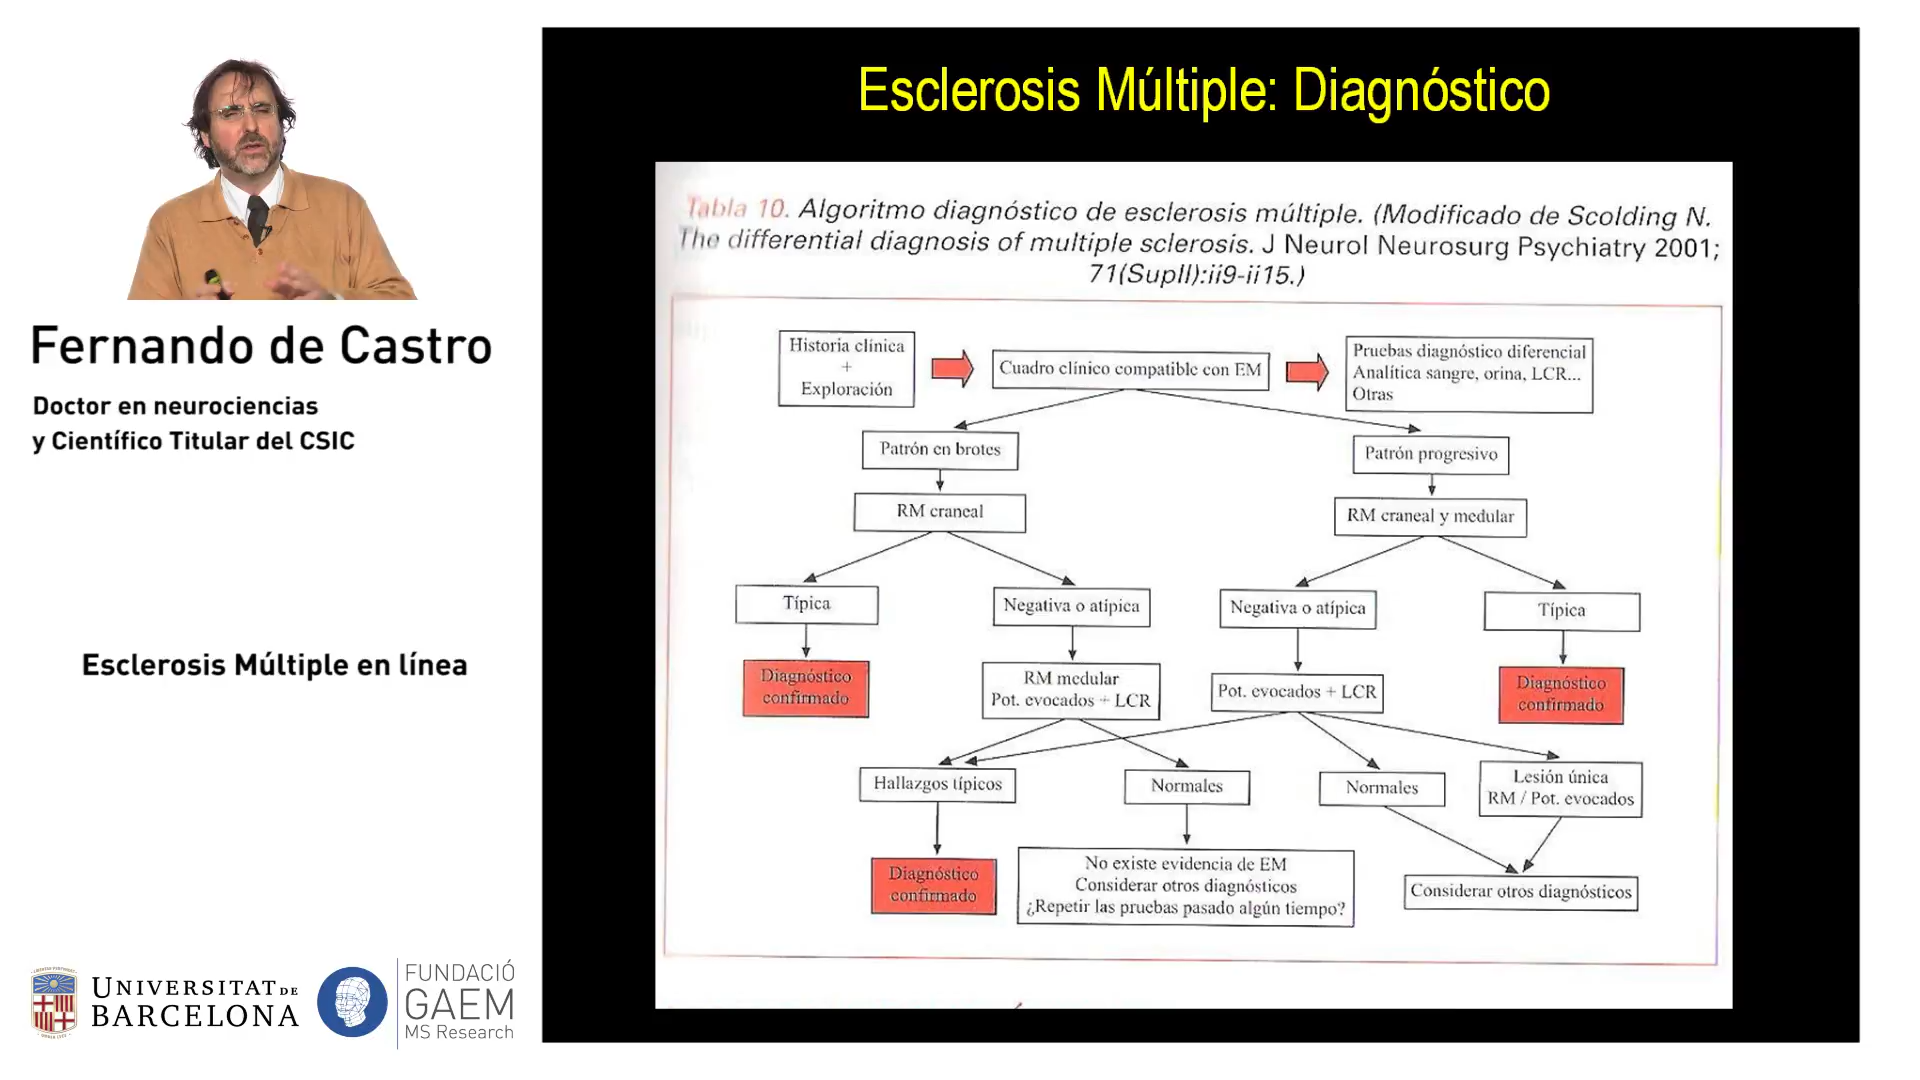 Fernando de Castro
Doctor en neurociencias
y Científico Titular del CSIC
Esclerosis Múltiple en línea
UNIVERSITAT DE
BARCELONA
FUNDACIÓ
GAEM
MS Research
Esclerosis Múltiple: Diagnóstico
Tabla 10. Algoritmo diagnóstico de esclerosis múltiple. (Modificado de Scolding N.
The differential diagnosis of multiple sclerosis. J Neurol Neurosurg Psychiatry 2001;
71(SupII):ii9-ii15.)
Historia clínica
+
Exploración
Cuadro clínico compatible con EM
Pruebas diagnóstico diferencial
Analítica sangre, orina, LCR...
Otras
Patrón en brotes
Patrón progresivo
RM craneal
RM craneal y medular
Típica
Negativa o atípica
Negativa o atípica
Típica
Diagnóstico
confirmado
RM medular
Pot. evocados + LCR
Pot. evocados + LCR
Diagnóstico
confirmado
Hallazgos típicos
Normales
Normales
Lesión única
RM / Pot. evocados
Diagnóstico
confirmado
No existe evidencia de EM
Considerar otros diagnósticos
¿Repetir las pruebas pasado algún tiempo?
Considerar otros diagnósticos